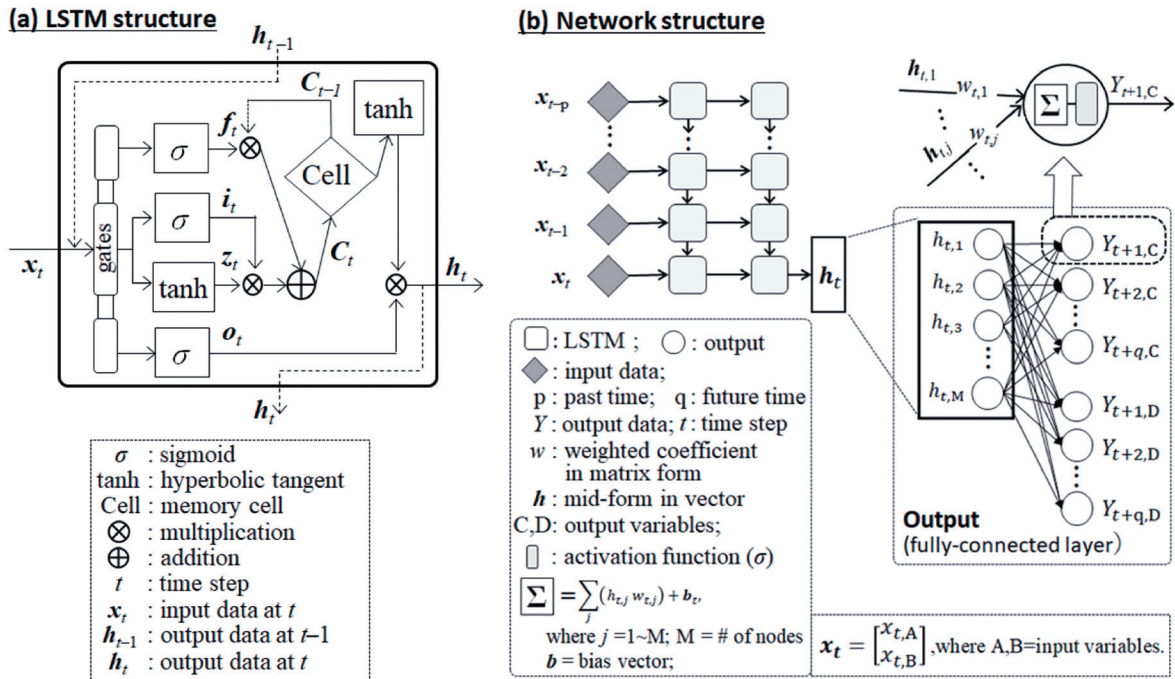 (a) LSTM structure
h_{t–1}
C_{t–1}
tanh
f_t
σ
Cell
i_t
σ
gates
x_t
z_t
C_t
h_t
tanh
o_t
σ
h_t
σ : sigmoid
tanh : hyperbolic tangent
Cell : memory cell
⊗ : multiplication
⊕ : addition
t : time step
x_t : input data at t
h_{t–1} : output data at t–1
h_t : output data at t
(b) Network structure
x_{t–p}
x_{t–2}
x_{t–1}
x_t
h_t
h_{t,1}
w_{t,1}
Σ
Y_{t+1,C}
w_{t,j}
h_{t,j}
h_{t,1}
h_{t,2}
h_{t,3}
h_{t,M}
Y_{t+1,C}
Y_{t+2,C}
Y_{t+q,C}
Y_{t+1,D}
Y_{t+2,D}
Y_{t+q,D}
Output
(fully-connected layer)
: LSTM ; : output
: input data;
p : past time; q : future time
Y : output data; t : time step
w : weighted coefficient
in matrix form
h : mid-form in vector
C,D: output variables;
: activation function (σ)
Σ = ∑_j (h_{t,j} w_{t,j}) + b_t,
where j =1~M; M = # of nodes
b = bias vector;
x_t = [x_{t,A} x_{t,B}] ,where A,B=input variables.